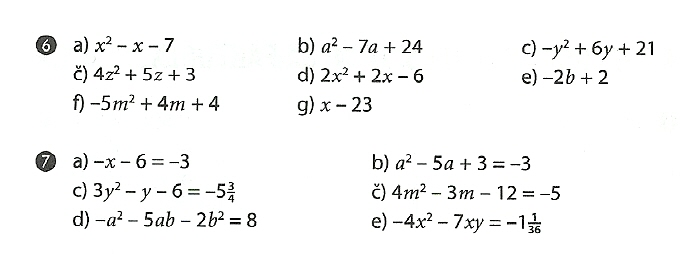 6 a) x² – x – 7 b) a² – 7a + 24 c) –y² + 6y + 21
č) 4z² + 5z + 3 d) 2x² + 2x – 6 e) –2b + 2
f) –5m² + 4m + 4 g) x – 23
7 a) –x – 6 = –3 b) a² – 5a + 3 = –3
c) 3y² – y – 6 = –5¾ č) 4m² – 3m – 12 = –5
d) –a² – 5ab – 2b² = 8 e) –4x² – 7xy = –1 1/36